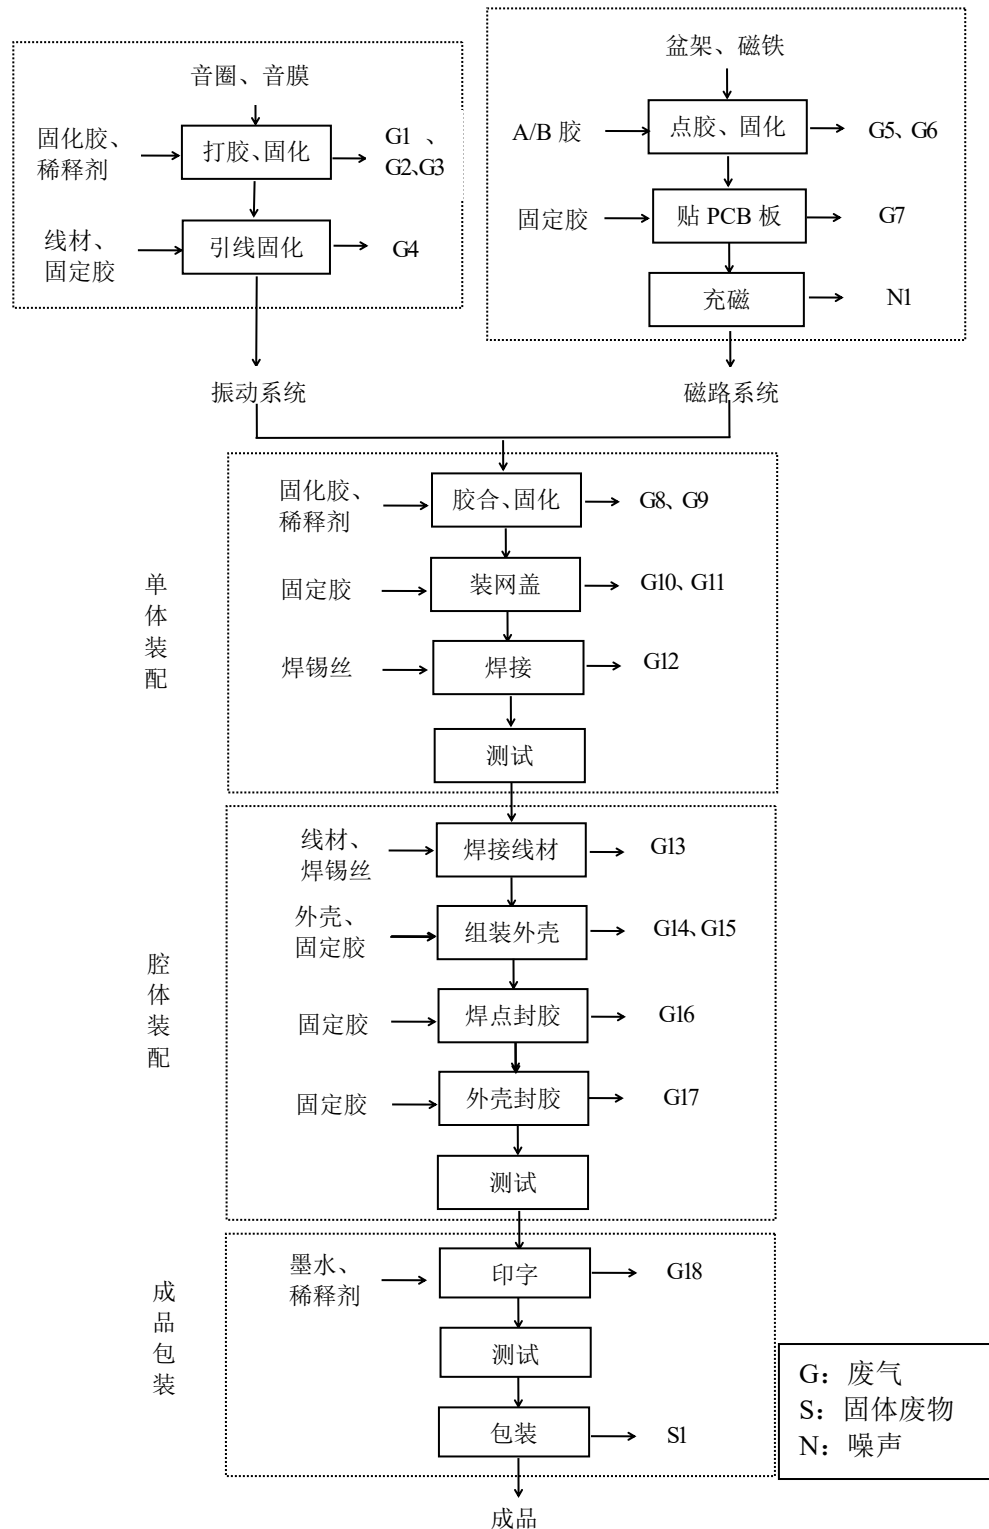 音圈、音膜
固化胶、
稀释剂
打胶、固化
G1 、
G2、G3
线材、
固定胶
引线固化
G4
振动系统
盆架、磁铁
A/B 胶
点胶、固化
G5、G6
固定胶
贴 PCB 板
G7
充磁
N1
磁路系统
单
体
装
配
固化胶、
稀释剂
胶合、固化
G8、G9
固定胶
装网盖
G10、G11
焊锡丝
焊接
G12
测试
腔
体
装
配
线材、
焊锡丝
焊接线材
G13
外壳、
固定胶
组装外壳
G14、G15
固定胶
焊点封胶
G16
固定胶
外壳封胶
G17
测试
成
品
包
装
墨水、
稀释剂
印字
G18
测试
包装
S1
成品
G：废气
S：固体废物
N：噪声